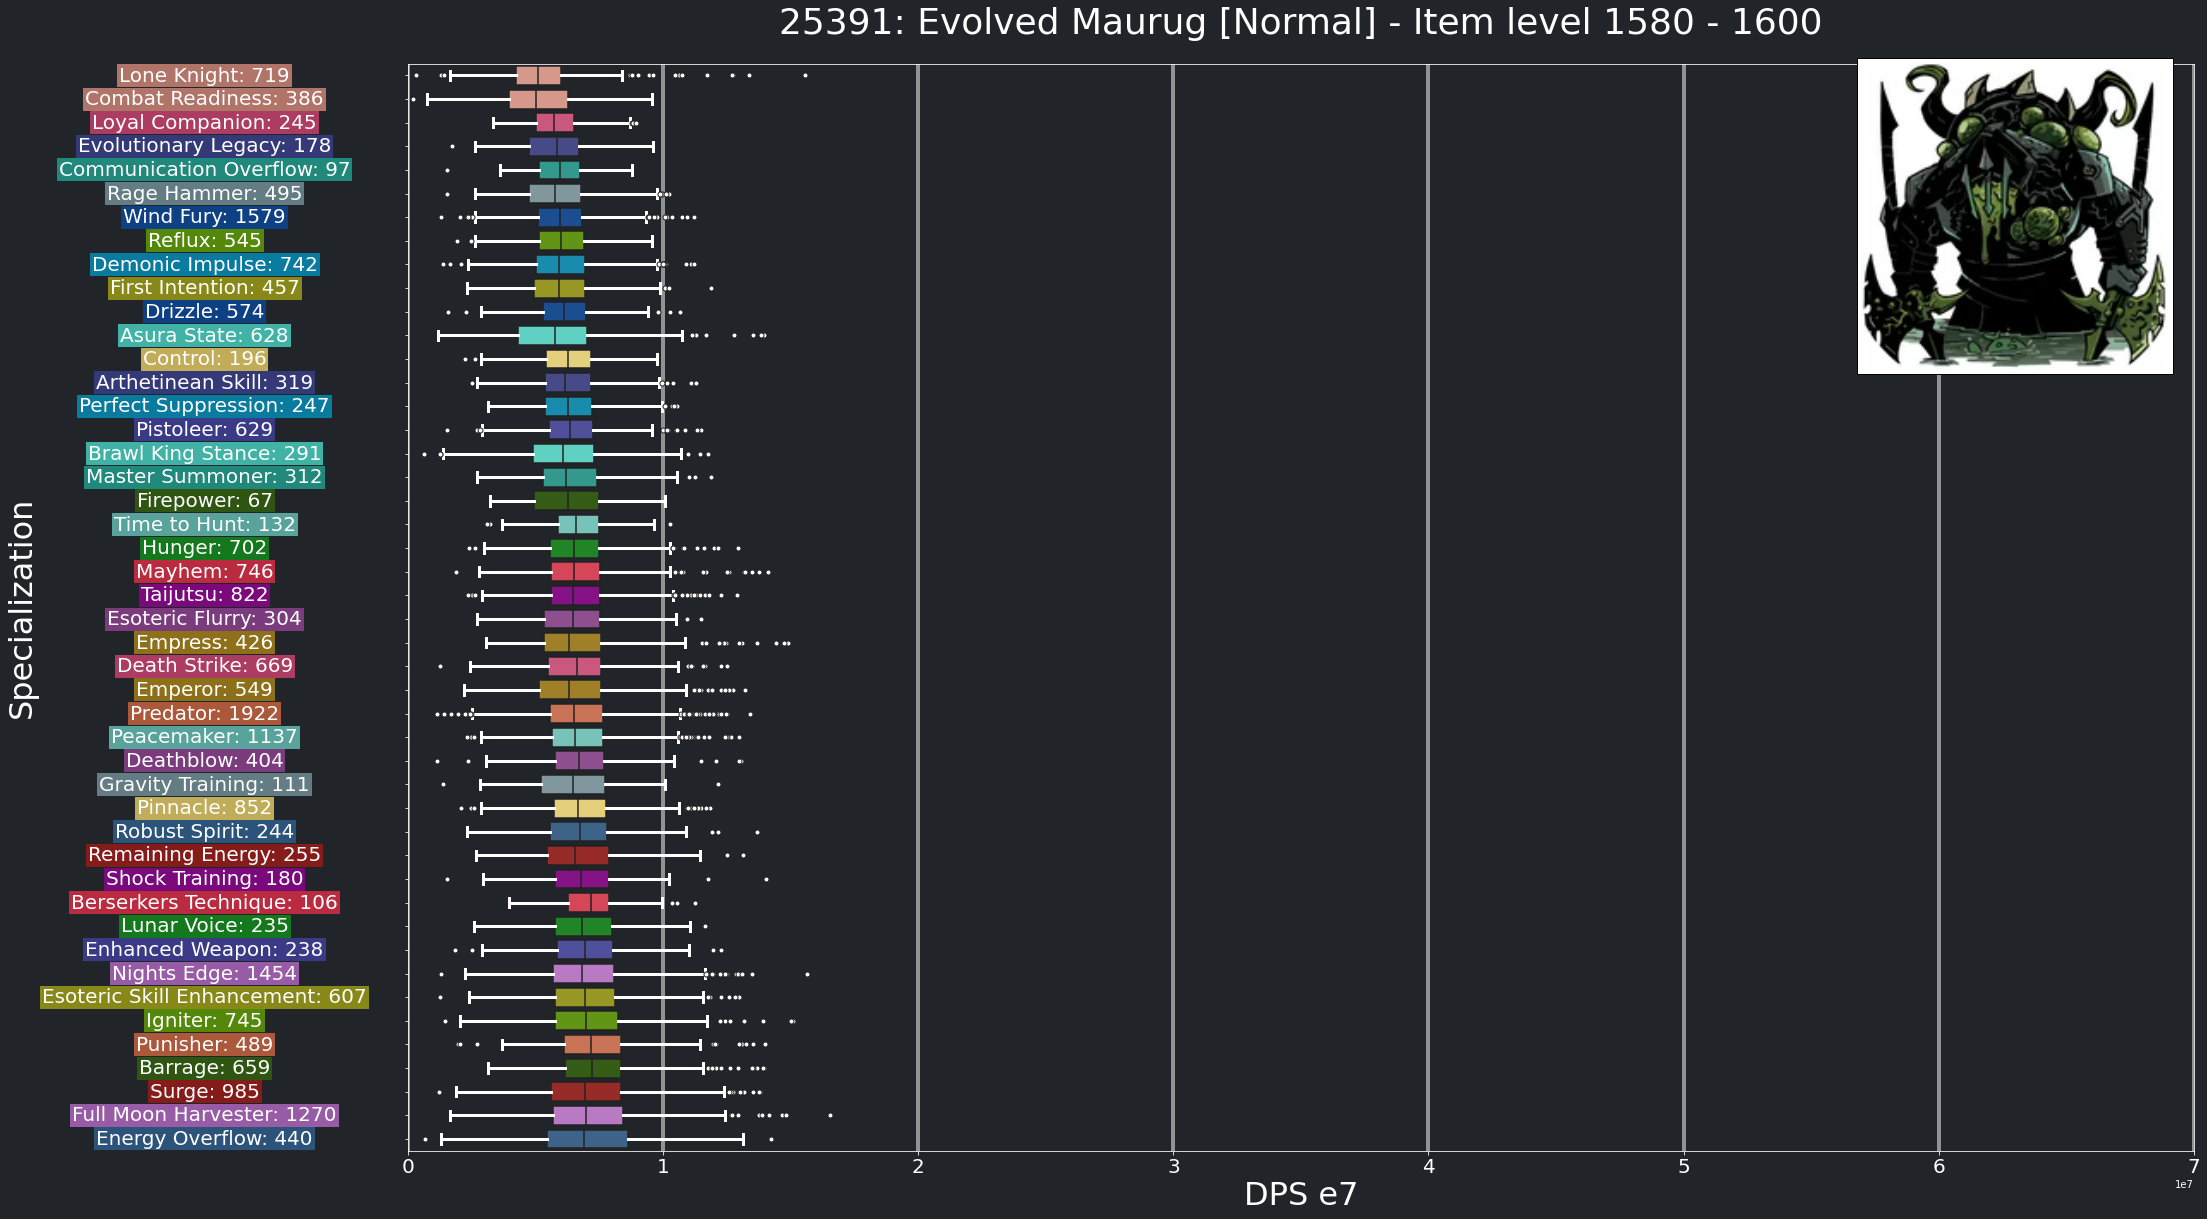 25391: Evolved Maurug [Normal] - Item level 1580 - 1600
Specialization
Lone Knight: 719
Combat Readiness: 386
Loyal Companion: 245
Evolutionary Legacy: 178
Communication Overflow: 97
Rage Hammer: 495
Wind Fury: 1579
Reflux: 545
Demonic Impulse: 742
First Intention: 457
Drizzle: 574
Asura State: 628
Control: 196
Arthetinean Skill: 319
Perfect Suppression: 247
Pistoleer: 629
Brawl King Stance: 291
Master Summoner: 312
Firepower: 67
Time to Hunt: 132
Hunger: 702
Mayhem: 746
Taijutsu: 822
Esoteric Flurry: 304
Empress: 426
Death Strike: 669
Emperor: 549
Predator: 1922
Peacemaker: 1137
Deathblow: 404
Gravity Training: 111
Pinnacle: 852
Robust Spirit: 244
Remaining Energy: 255
Shock Training: 180
Berserkers Technique: 106
Lunar Voice: 235
Enhanced Weapon: 238
Nights Edge: 1454
Esoteric Skill Enhancement: 607
Igniter: 745
Punisher: 489
Barrage: 659
Surge: 985
Full Moon Harvester: 1270
Energy Overflow: 440
0 1 2 3 4 5 6 7
1e7
DPS e7